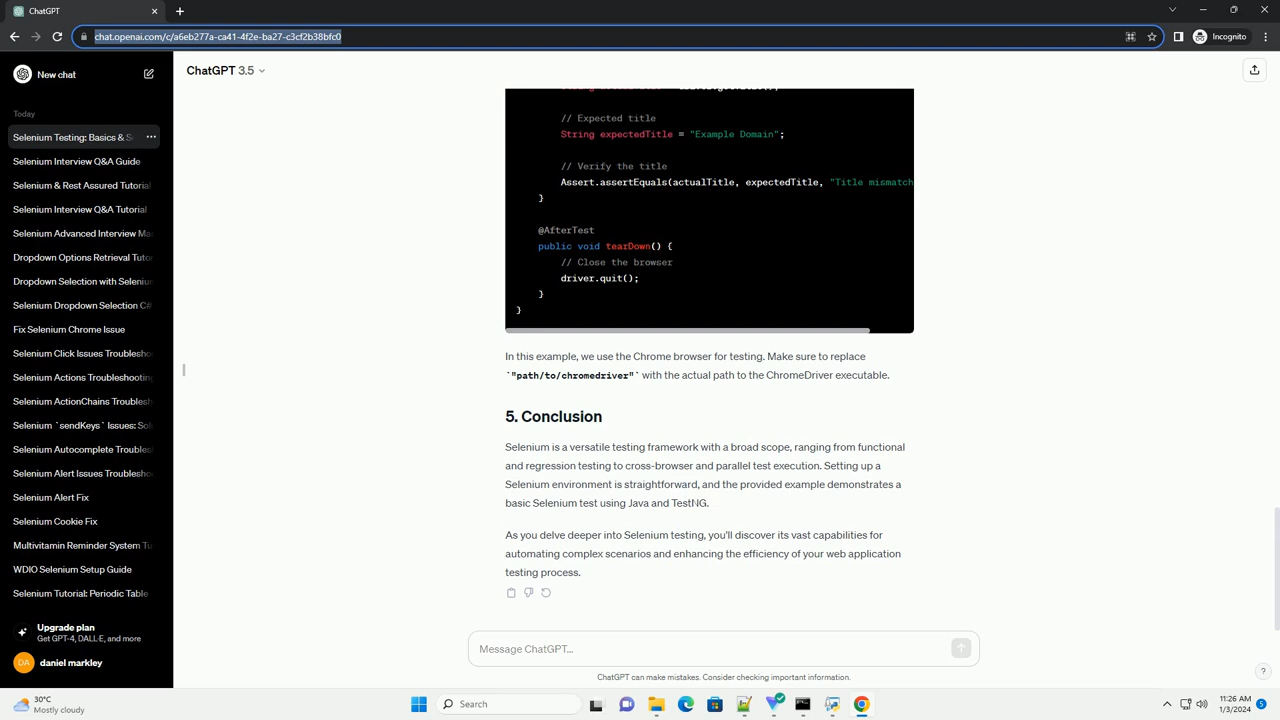 ChatGPT
chat.openai.com/c/a6eb277a-ca41-4f2e-ba27-c3cf2b38bfc0
Incognito
New chat
ChatGPT 3.5
Today
Selenium Testing: Basics & S
Selenium Interview Q&A Guide
Selenium & Rest Assured Tutorial
Selenium Interview Q&A Tutorial
Selenium Advanced Interview Ma
Dropdown Options Retrieval Tutor
Dropdown Selection with Selenium
Selenium Dropdown Selection C#
Fix Selenium Chrome Issue
Selenium Click Issues Troublesho
Selenium Actions Troubleshooting
Selenium ActionChains Troublesh
Selenium `sendKeys` Issues: Solu
Selenium Autocomplete Troubles
Selenium Alert Issues Troublesho
Selenium Alert Fix
Selenium Cookie Fix
Multivitamin Reminder System Tu
WDIO Selenium Setup Guide
Selenium Tutorial: Periodic Table
Upgrade plan
Get GPT-4, DALL·E, and more
DA
daniel markley
// Expected title
String expectedTitle = "Example Domain";
// Verify the title
Assert.assertEquals(actualTitle, expectedTitle, "Title mismatch
}
@AfterTest
public void tearDown() {
// Close the browser
driver.quit();
}
}
In this example, we use the Chrome browser for testing. Make sure to replace
`"path/to/chromedriver"` with the actual path to the ChromeDriver executable.
5. Conclusion
Selenium is a versatile testing framework with a broad scope, ranging from functional
and regression testing to cross-browser and parallel test execution. Setting up a
Selenium environment is straightforward, and the provided example demonstrates a
basic Selenium test using Java and TestNG.
As you delve deeper into Selenium testing, you'll discover its vast capabilities for
automating complex scenarios and enhancing the efficiency of your web application
testing process.
Message ChatGPT...
ChatGPT can make mistakes. Consider checking important information.
?
30°C
Mostly cloudy
Search
11:26 AM
1/3/2024
5